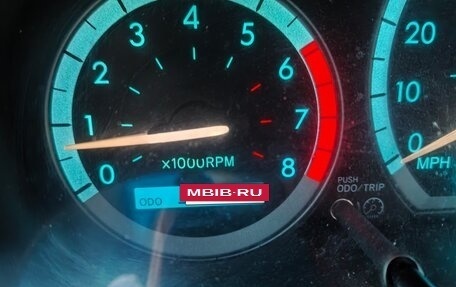 4
5
3
6
2
7
1
8
0
x1000RPM
ODO
MBIB-RU
PUSH
ODO/TRIP
20
10
0
MPH